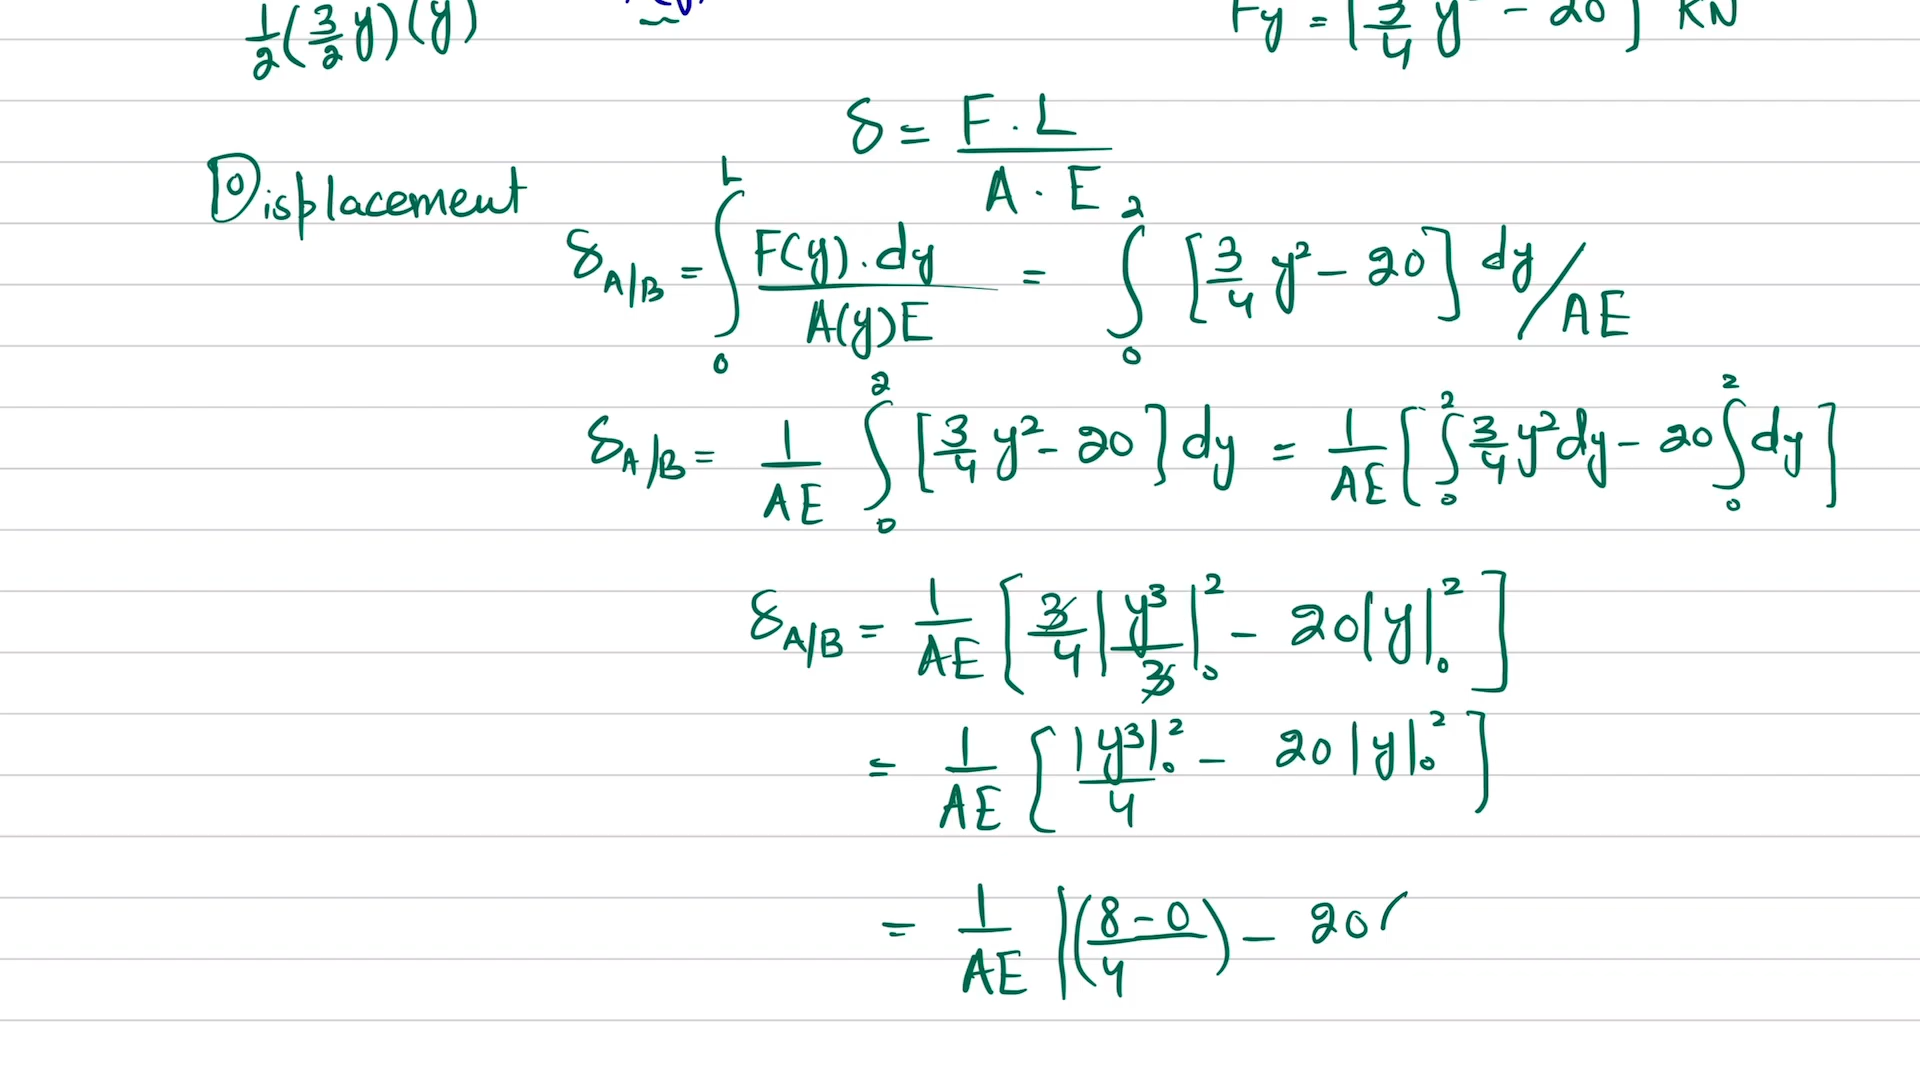 1/2 (3/2 y)(y)
Fy = [3/4 y² - 20] KN
δ = F . L / A . E
Displacement
δA/B = ∫₀ᴸ F(y) . dy / A(y)E = ∫₀² [3/4 y² - 20] dy / AE
δA/B = 1/AE ∫₀² [3/4 y² - 20] dy = 1/AE [∫₀² 3/4 y² dy - 20 ∫₀² dy]
δA/B = 1/AE [3/4 |y³/3|₀² - 20|y|₀²]
= 1/AE [|y³|₀²/4 - 20|y|₀²]
= 1/AE |((8 - 0)/4) - 20(